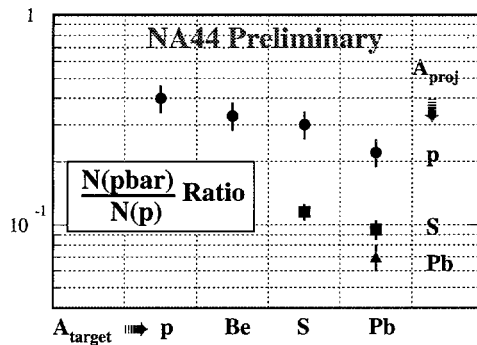 1
NA44 Preliminary
A_proj
p
N(pbar)
N(p)
Ratio
10^-1
S
Pb
A_target p Be S Pb